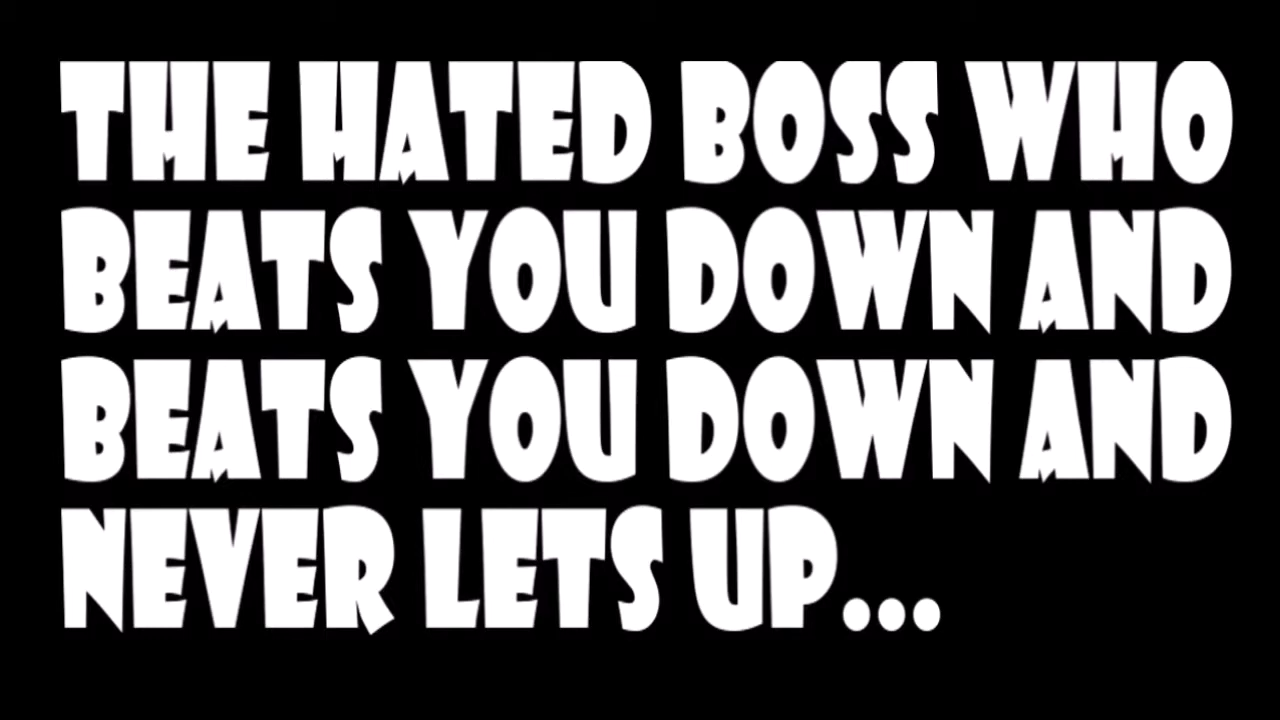 THE HATED BOSS WHO
BEATS YOU DOWN AND
BEATS YOU DOWN AND
NEVER LETS UP...